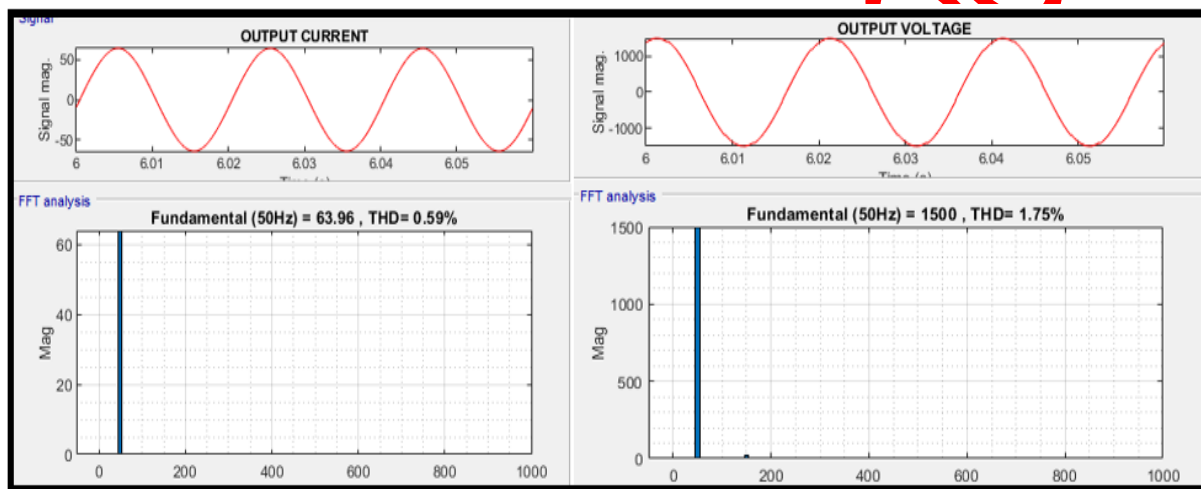 Signal
OUTPUT CURRENT
Signal mag.
50
0
-50
6 6.01 6.02 6.03 6.04 6.05
Time (s)
OUTPUT VOLTAGE
Signal mag.
1000
0
-1000
6 6.01 6.02 6.03 6.04 6.05
Time (s)
FFT analysis
Fundamental (50Hz) = 63.96 , THD= 0.59%
Mag
60
40
20
0
0 200 400 600 800 1000
FFT analysis
Fundamental (50Hz) = 1500 , THD= 1.75%
Mag
1500
1000
500
0
0 200 400 600 800 1000